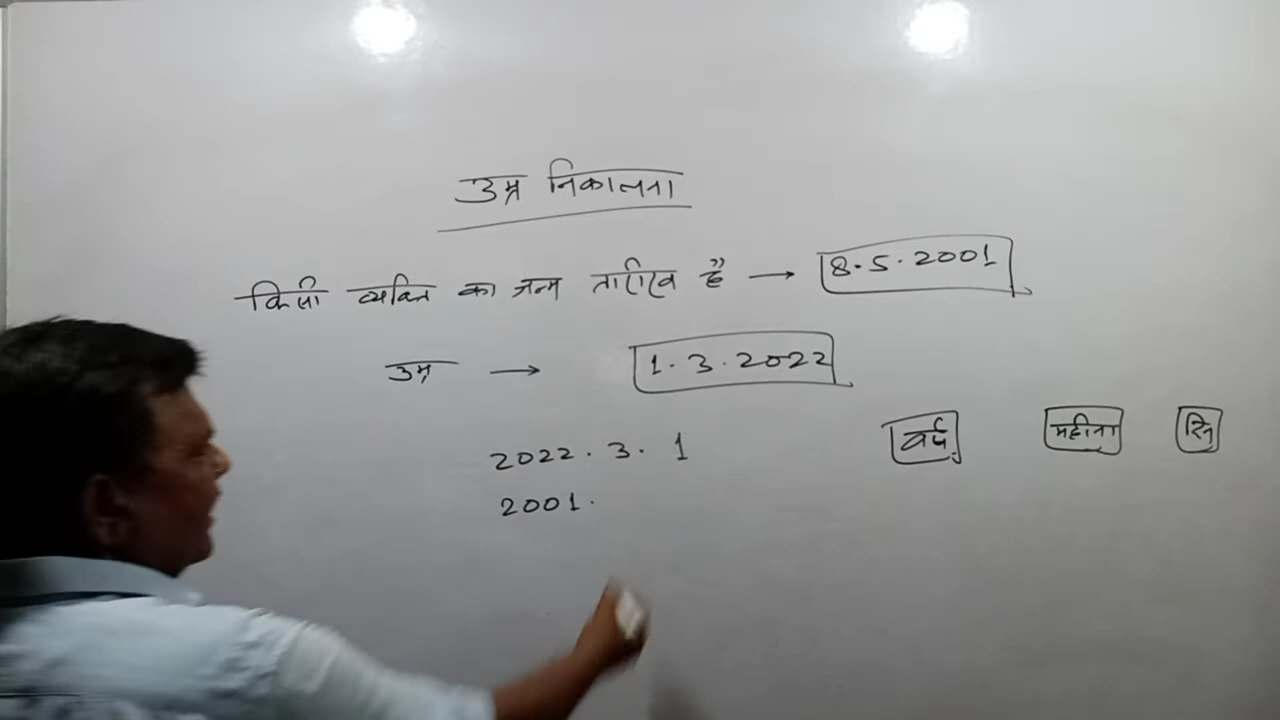 उम्र निकालना
किसी व्यक्ति का जन्म तारीख है → 8.5.2001
उम्र → 1.3.2022
वर्ष महीना दिन
2022.3.1
2001.